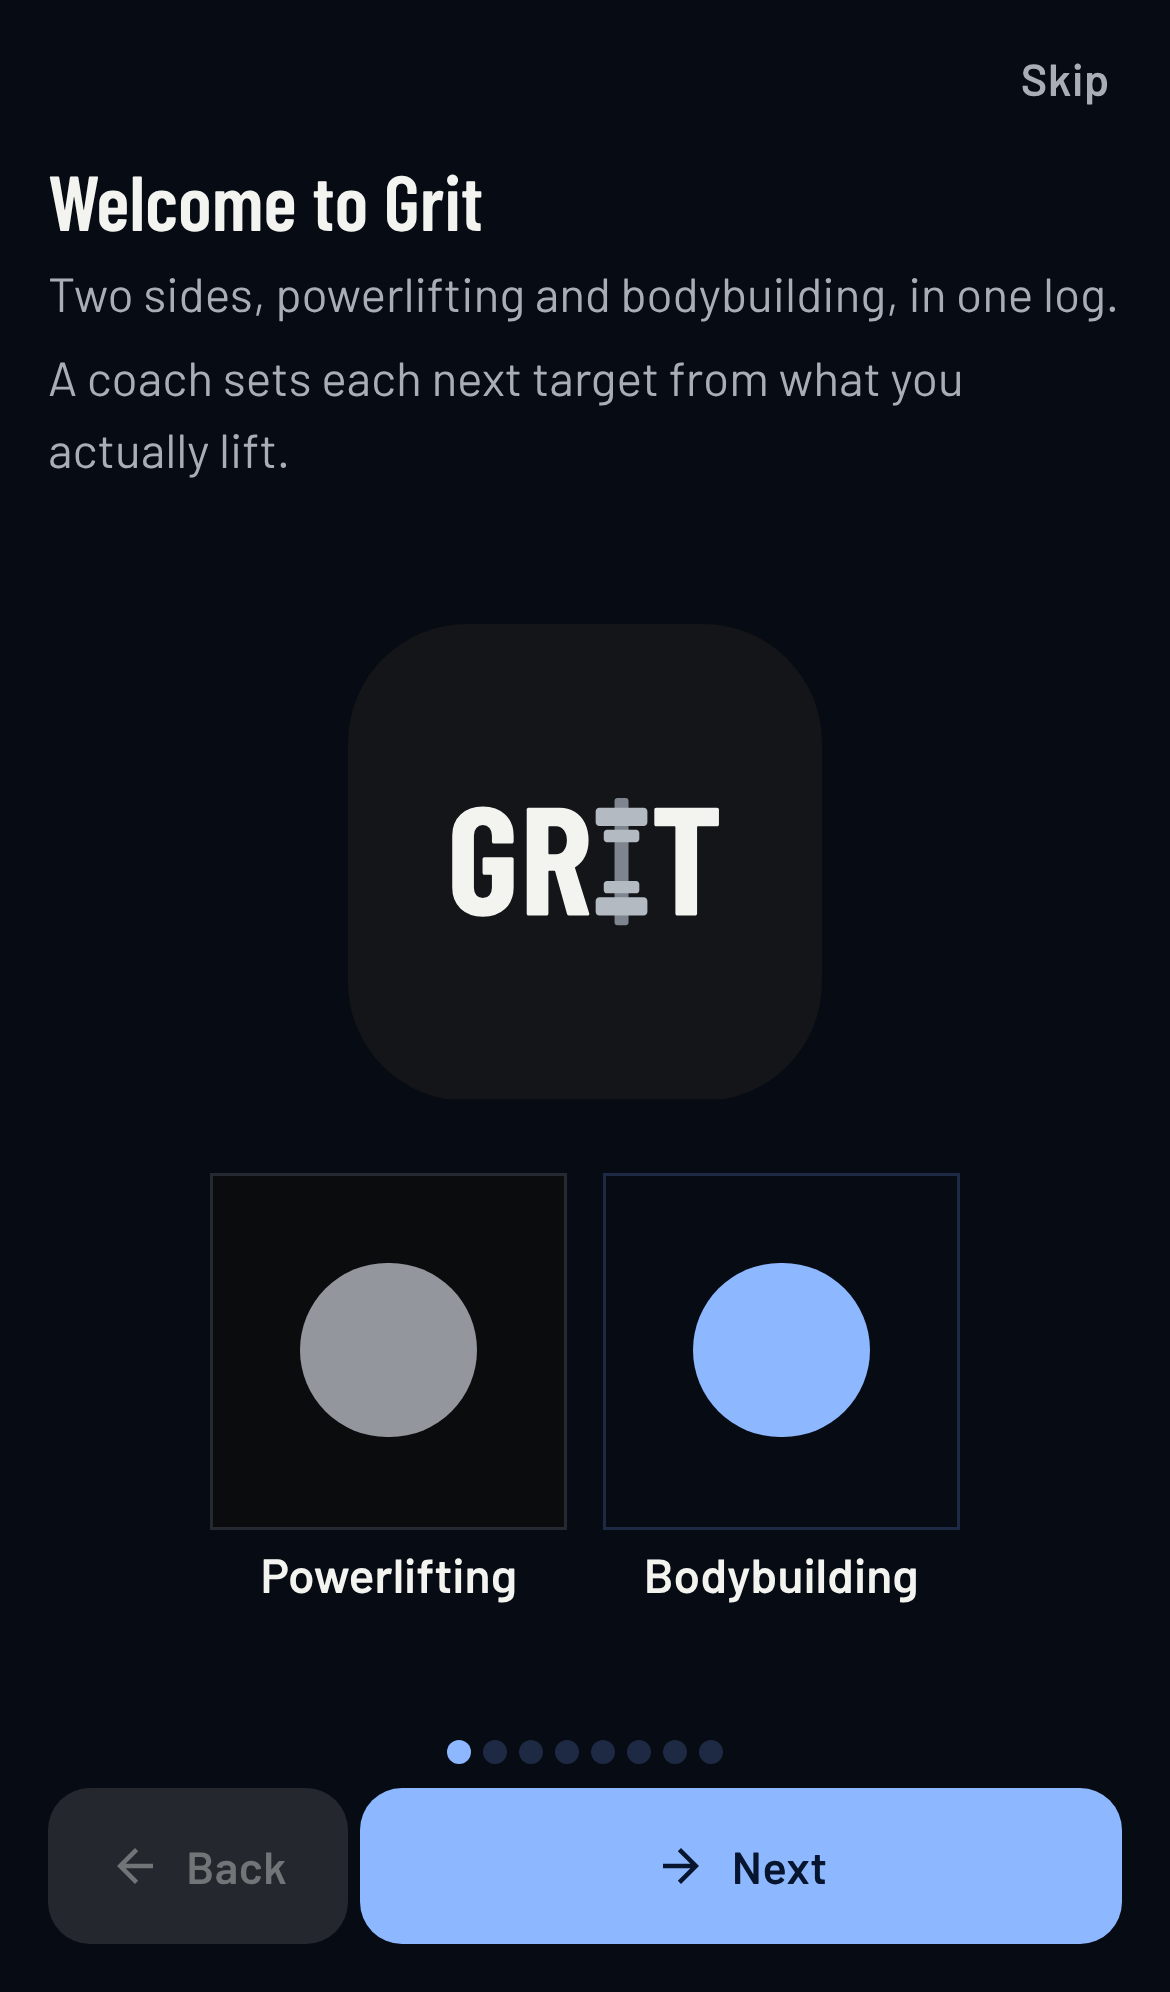 Skip
Welcome to Grit
Two sides, powerlifting and bodybuilding, in one log.
A coach sets each next target from what you
actually lift.
GRIT
Powerlifting Bodybuilding
Back Next